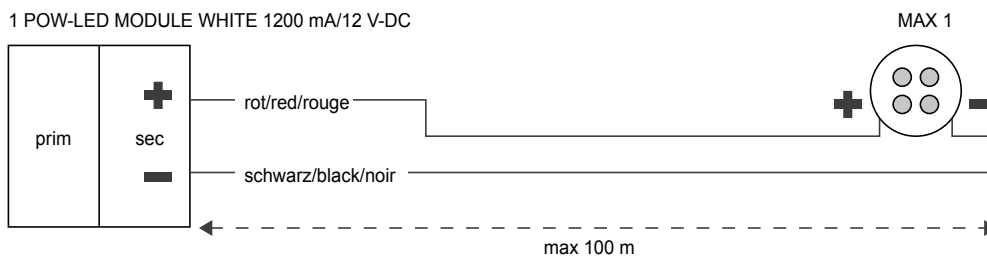 1 POW-LED MODULE WHITE 1200 mA/12 V-DC
MAX 1
rot/red/rouge
prim
sec
schwarz/black/noir
max 100 m